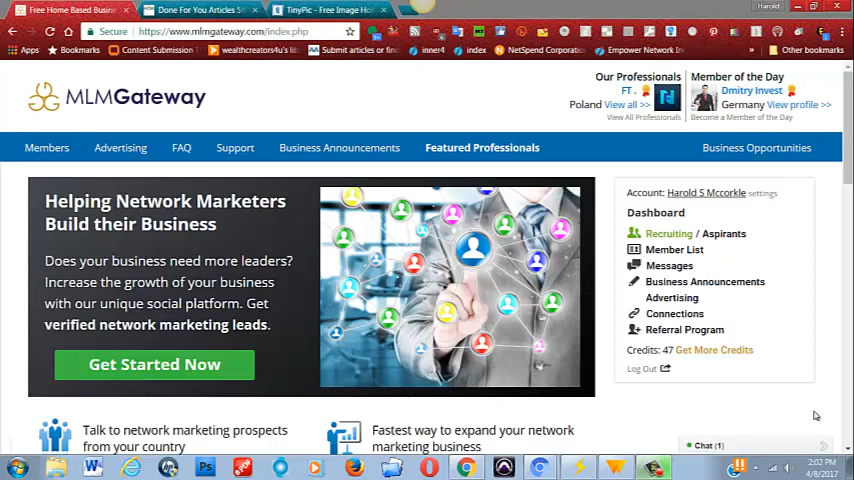 Harold
Free Home Based Busin
Done For You Articles 5
TinyPic - Free Image Ho
Secure
https://www.mlmgateway.com/index.php
Apps
Bookmarks
Content Submission
wealthcreators4u's lib
Submit articles or find
inner4
index
NetSpend Corporatio
Empower Network In
»
Other bookmarks
MLMGateway
Our Professionals
FT .
Poland View all >>
View All Professionals
Member of the Day
Dmitry Invest
Germany View profile >>
Become a Member of the Day
Members
Advertising
FAQ
Support
Business Announcements
Featured Professionals
Business Opportunities
Helping Network Marketers
Build their Business
Does your business need more leaders?
Increase the growth of your business
with our unique social platform. Get
verified network marketing leads.
Get Started Now
Account: Harold S Mccorkle settings
Dashboard
Recruiting / Aspirants
Member List
Messages
Business Announcements
Advertising
Connections
Referral Program
Credits: 47 Get More Credits
Log Out
Talk to network marketing prospects
from your country
Fastest way to expand your network
marketing business
Chat (1)
2:02 PM
4/8/2017